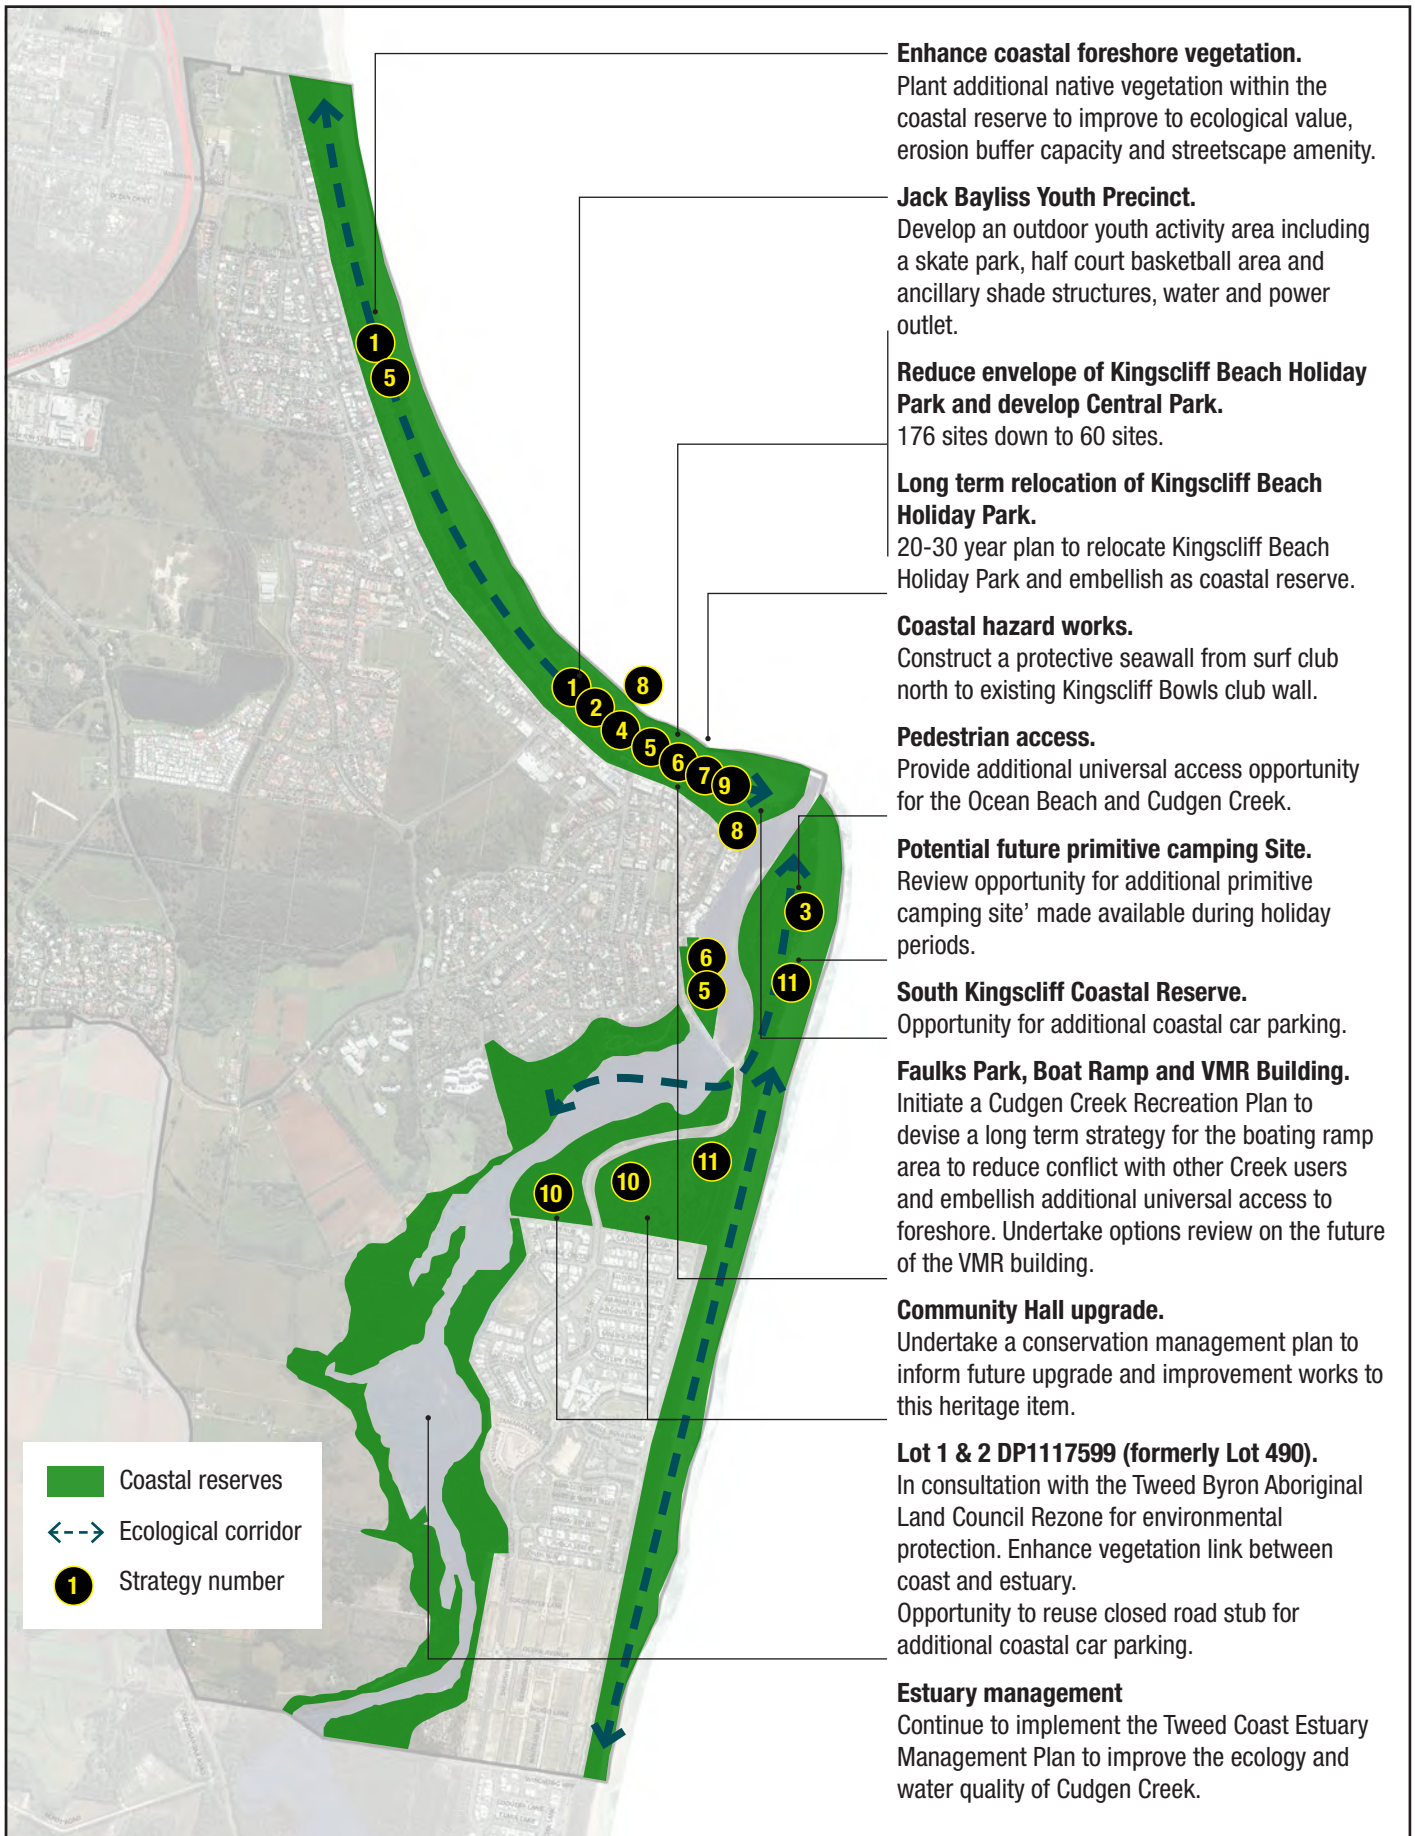 Enhance coastal foreshore vegetation.
Plant additional native vegetation within the
coastal reserve to improve to ecological value,
erosion buffer capacity and streetscape amenity.
Jack Bayliss Youth Precinct.
Develop an outdoor youth activity area including
a skate park, half court basketball area and
ancillary shade structures, water and power
outlet.
Reduce envelope of Kingscliff Beach Holiday
Park and develop Central Park.
176 sites down to 60 sites.
Long term relocation of Kingscliff Beach
Holiday Park.
20-30 year plan to relocate Kingscliff Beach
Holiday Park and embellish as coastal reserve.
Coastal hazard works.
Construct a protective seawall from surf club
north to existing Kingscliff Bowls club wall.
Pedestrian access.
Provide additional universal access opportunity
for the Ocean Beach and Cudgen Creek.
Potential future primitive camping Site.
Review opportunity for additional primitive
camping site’ made available during holiday
periods.
South Kingscliff Coastal Reserve.
Opportunity for additional coastal car parking.
Faulks Park, Boat Ramp and VMR Building.
Initiate a Cudgen Creek Recreation Plan to
devise a long term strategy for the boating ramp
area to reduce conflict with other Creek users
and embellish additional universal access to
foreshore. Undertake options review on the future
of the VMR building.
Community Hall upgrade.
Undertake a conservation management plan to
inform future upgrade and improvement works to
this heritage item.
Lot 1 & 2 DP1117599 (formerly Lot 490).
In consultation with the Tweed Byron Aboriginal
Land Council Rezone for environmental
protection. Enhance vegetation link between
coast and estuary.
Opportunity to reuse closed road stub for
additional coastal car parking.
Estuary management
Continue to implement the Tweed Coast Estuary
Management Plan to improve the ecology and
water quality of Cudgen Creek.
1
5
1
8
2
4
5
6
7
9
8
3
6
5
11
11
10
10
PACIFIC HIGHWAY
Coastal reserves
Ecological corridor
1 Strategy number